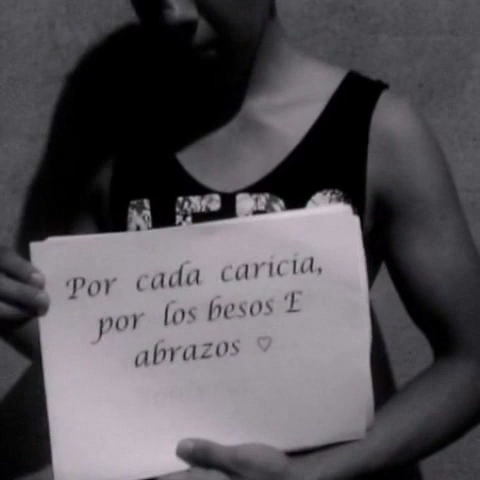 Por cada caricia,
por los besos E
abrazos ♡